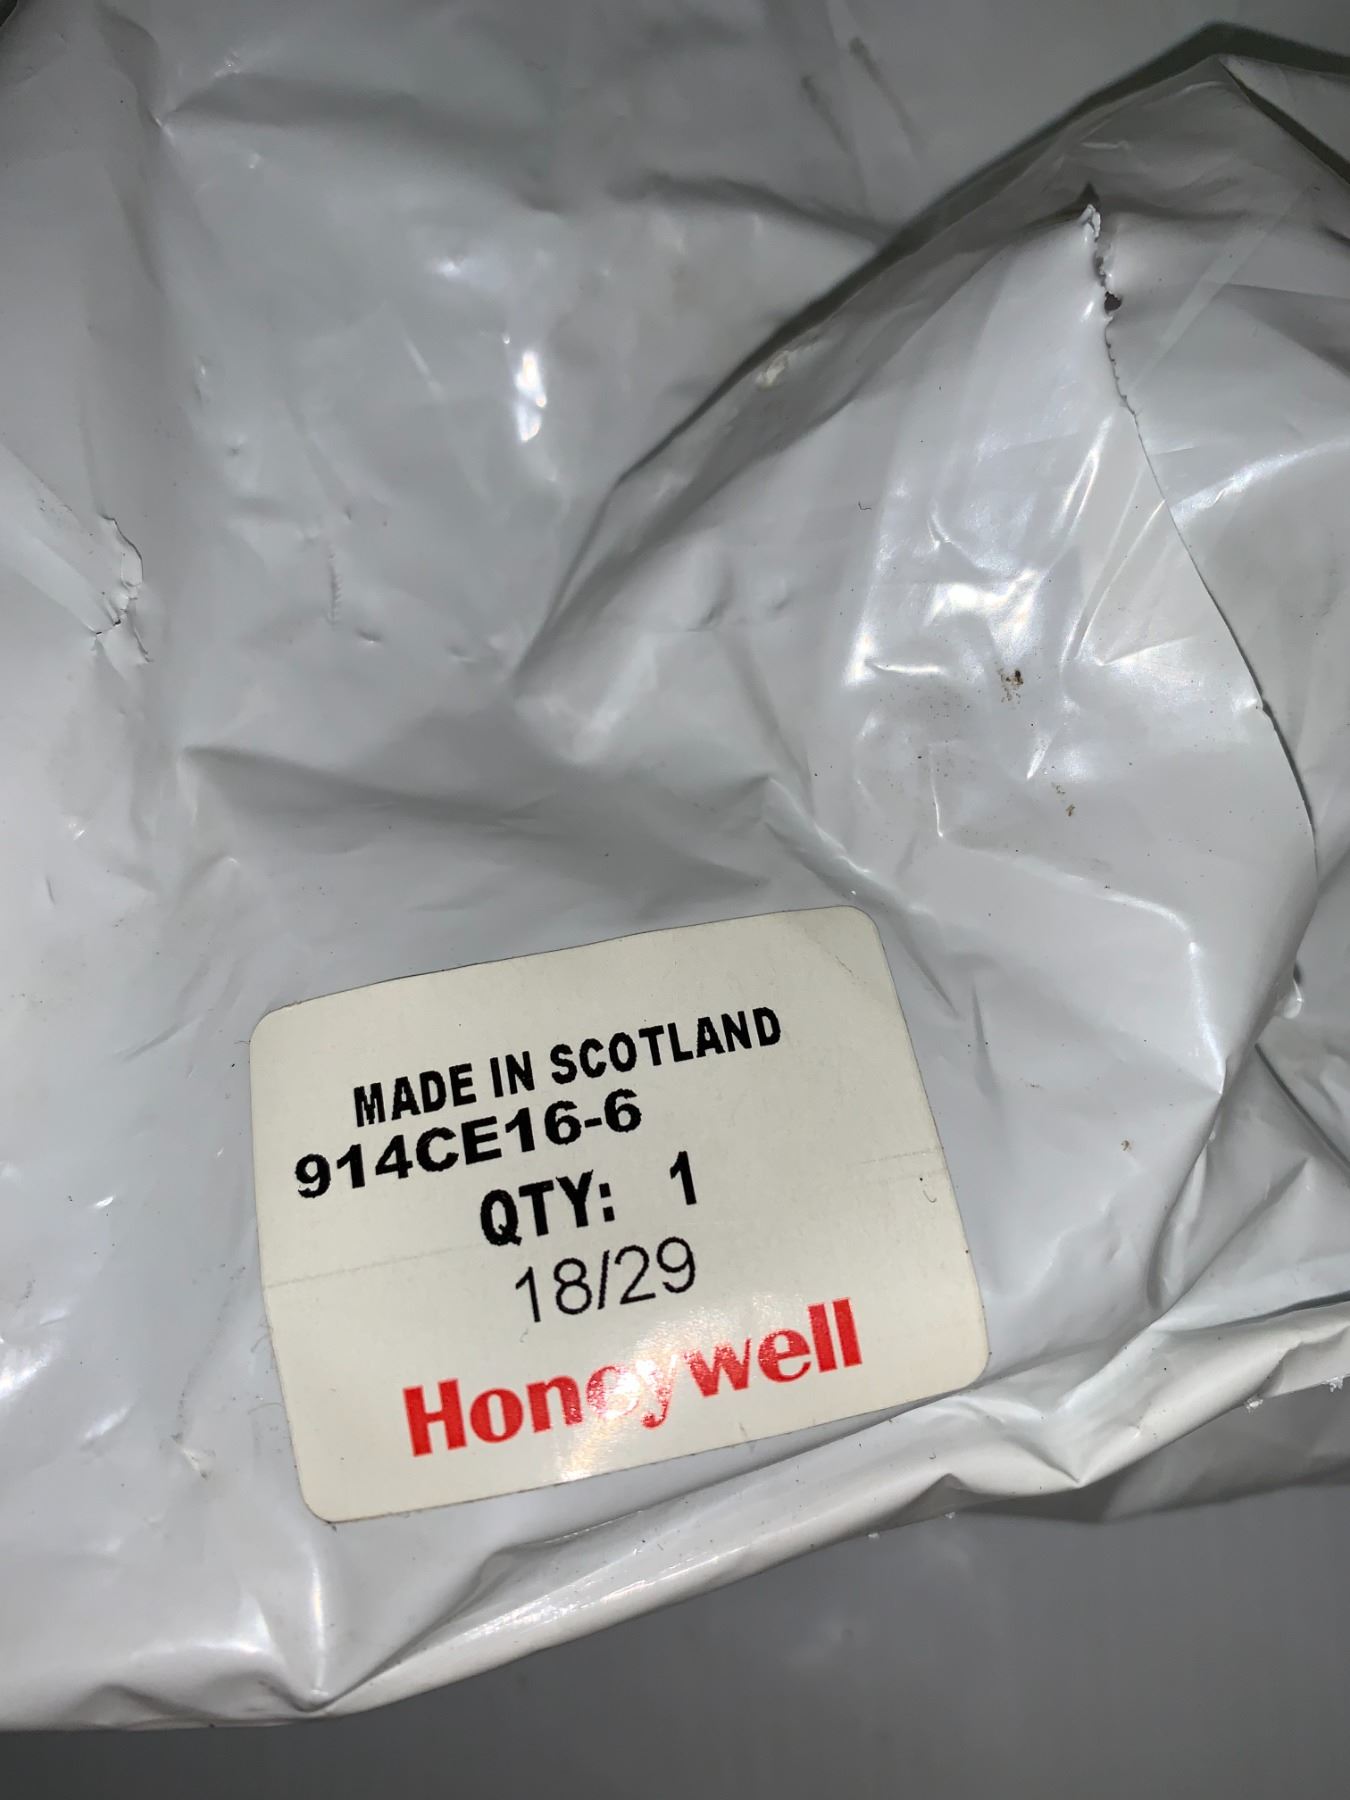 MADE IN SCOTLAND
914CE16-6
QTY: 1
18/29
Honeywell